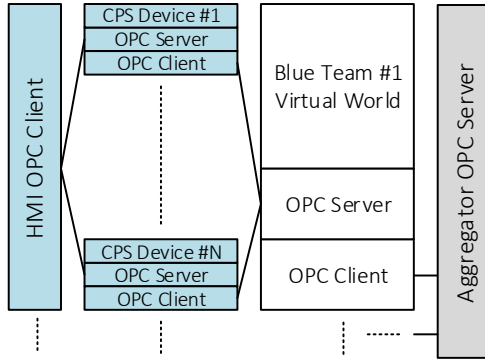 HMI OPC Client
CPS Device #1
OPC Server
OPC Client
CPS Device #N
OPC Server
OPC Client
Blue Team #1
Virtual World
OPC Server
OPC Client
Aggregator OPC Server